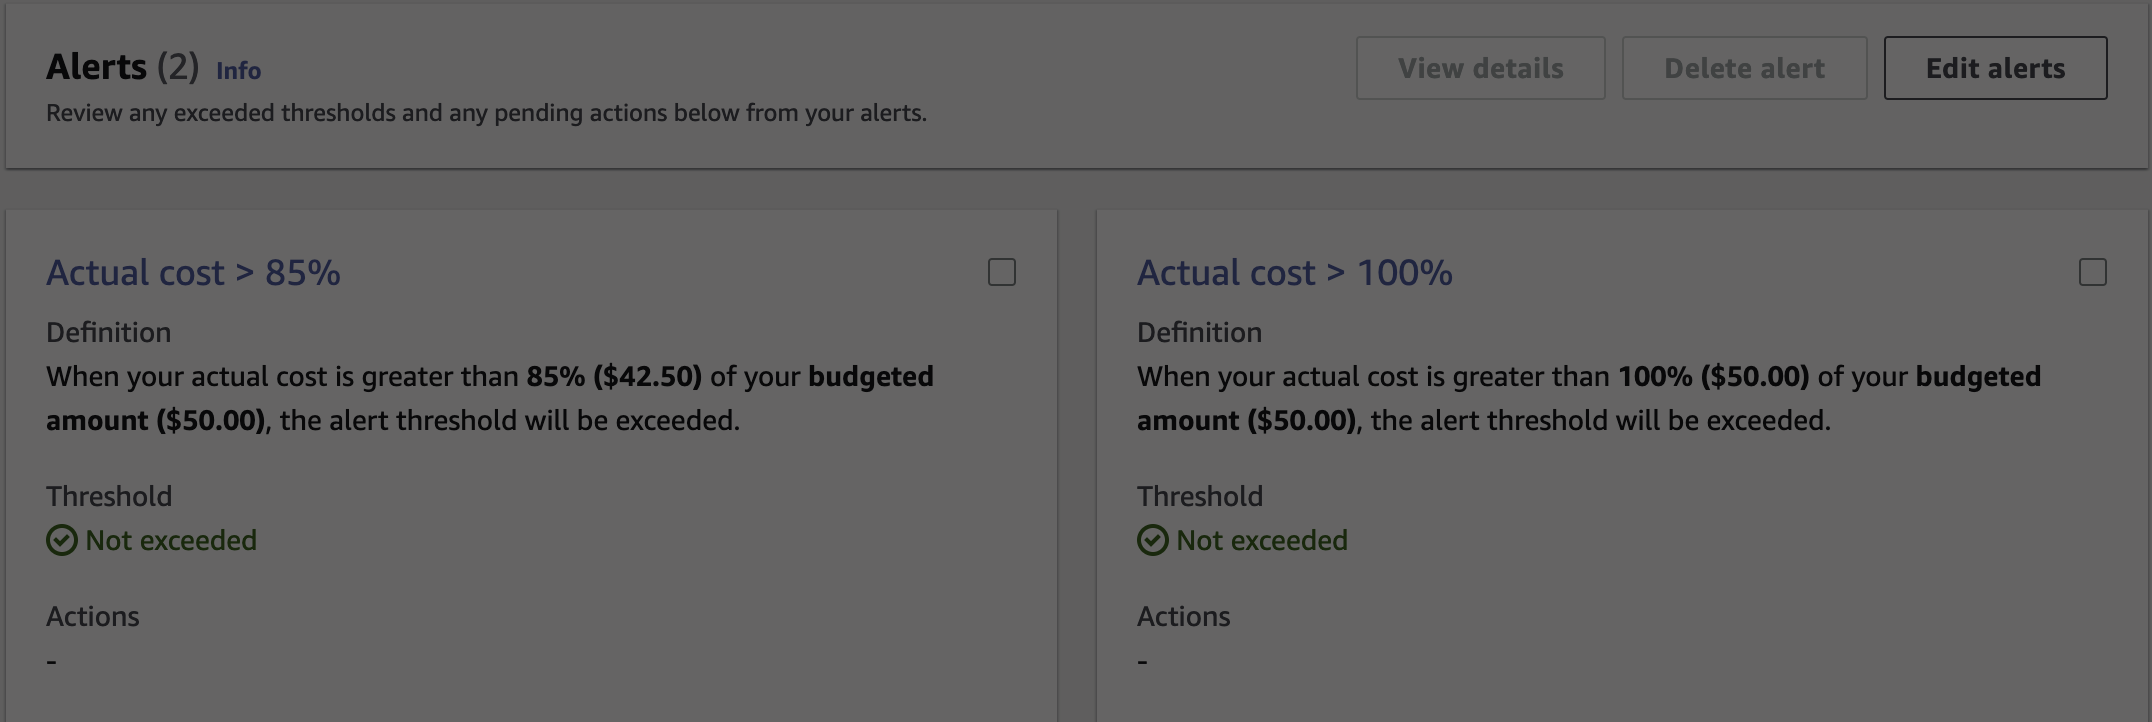 Alerts (2) Info
View details
Delete alert
Edit alerts
Review any exceeded thresholds and any pending actions below from your alerts.
Actual cost > 85%
Definition
When your actual cost is greater than 85% ($42.50) of your budgeted
amount ($50.00), the alert threshold will be exceeded.
Threshold
Not exceeded
Actions
-
Actual cost > 100%
Definition
When your actual cost is greater than 100% ($50.00) of your budgeted
amount ($50.00), the alert threshold will be exceeded.
Threshold
Not exceeded
Actions
-